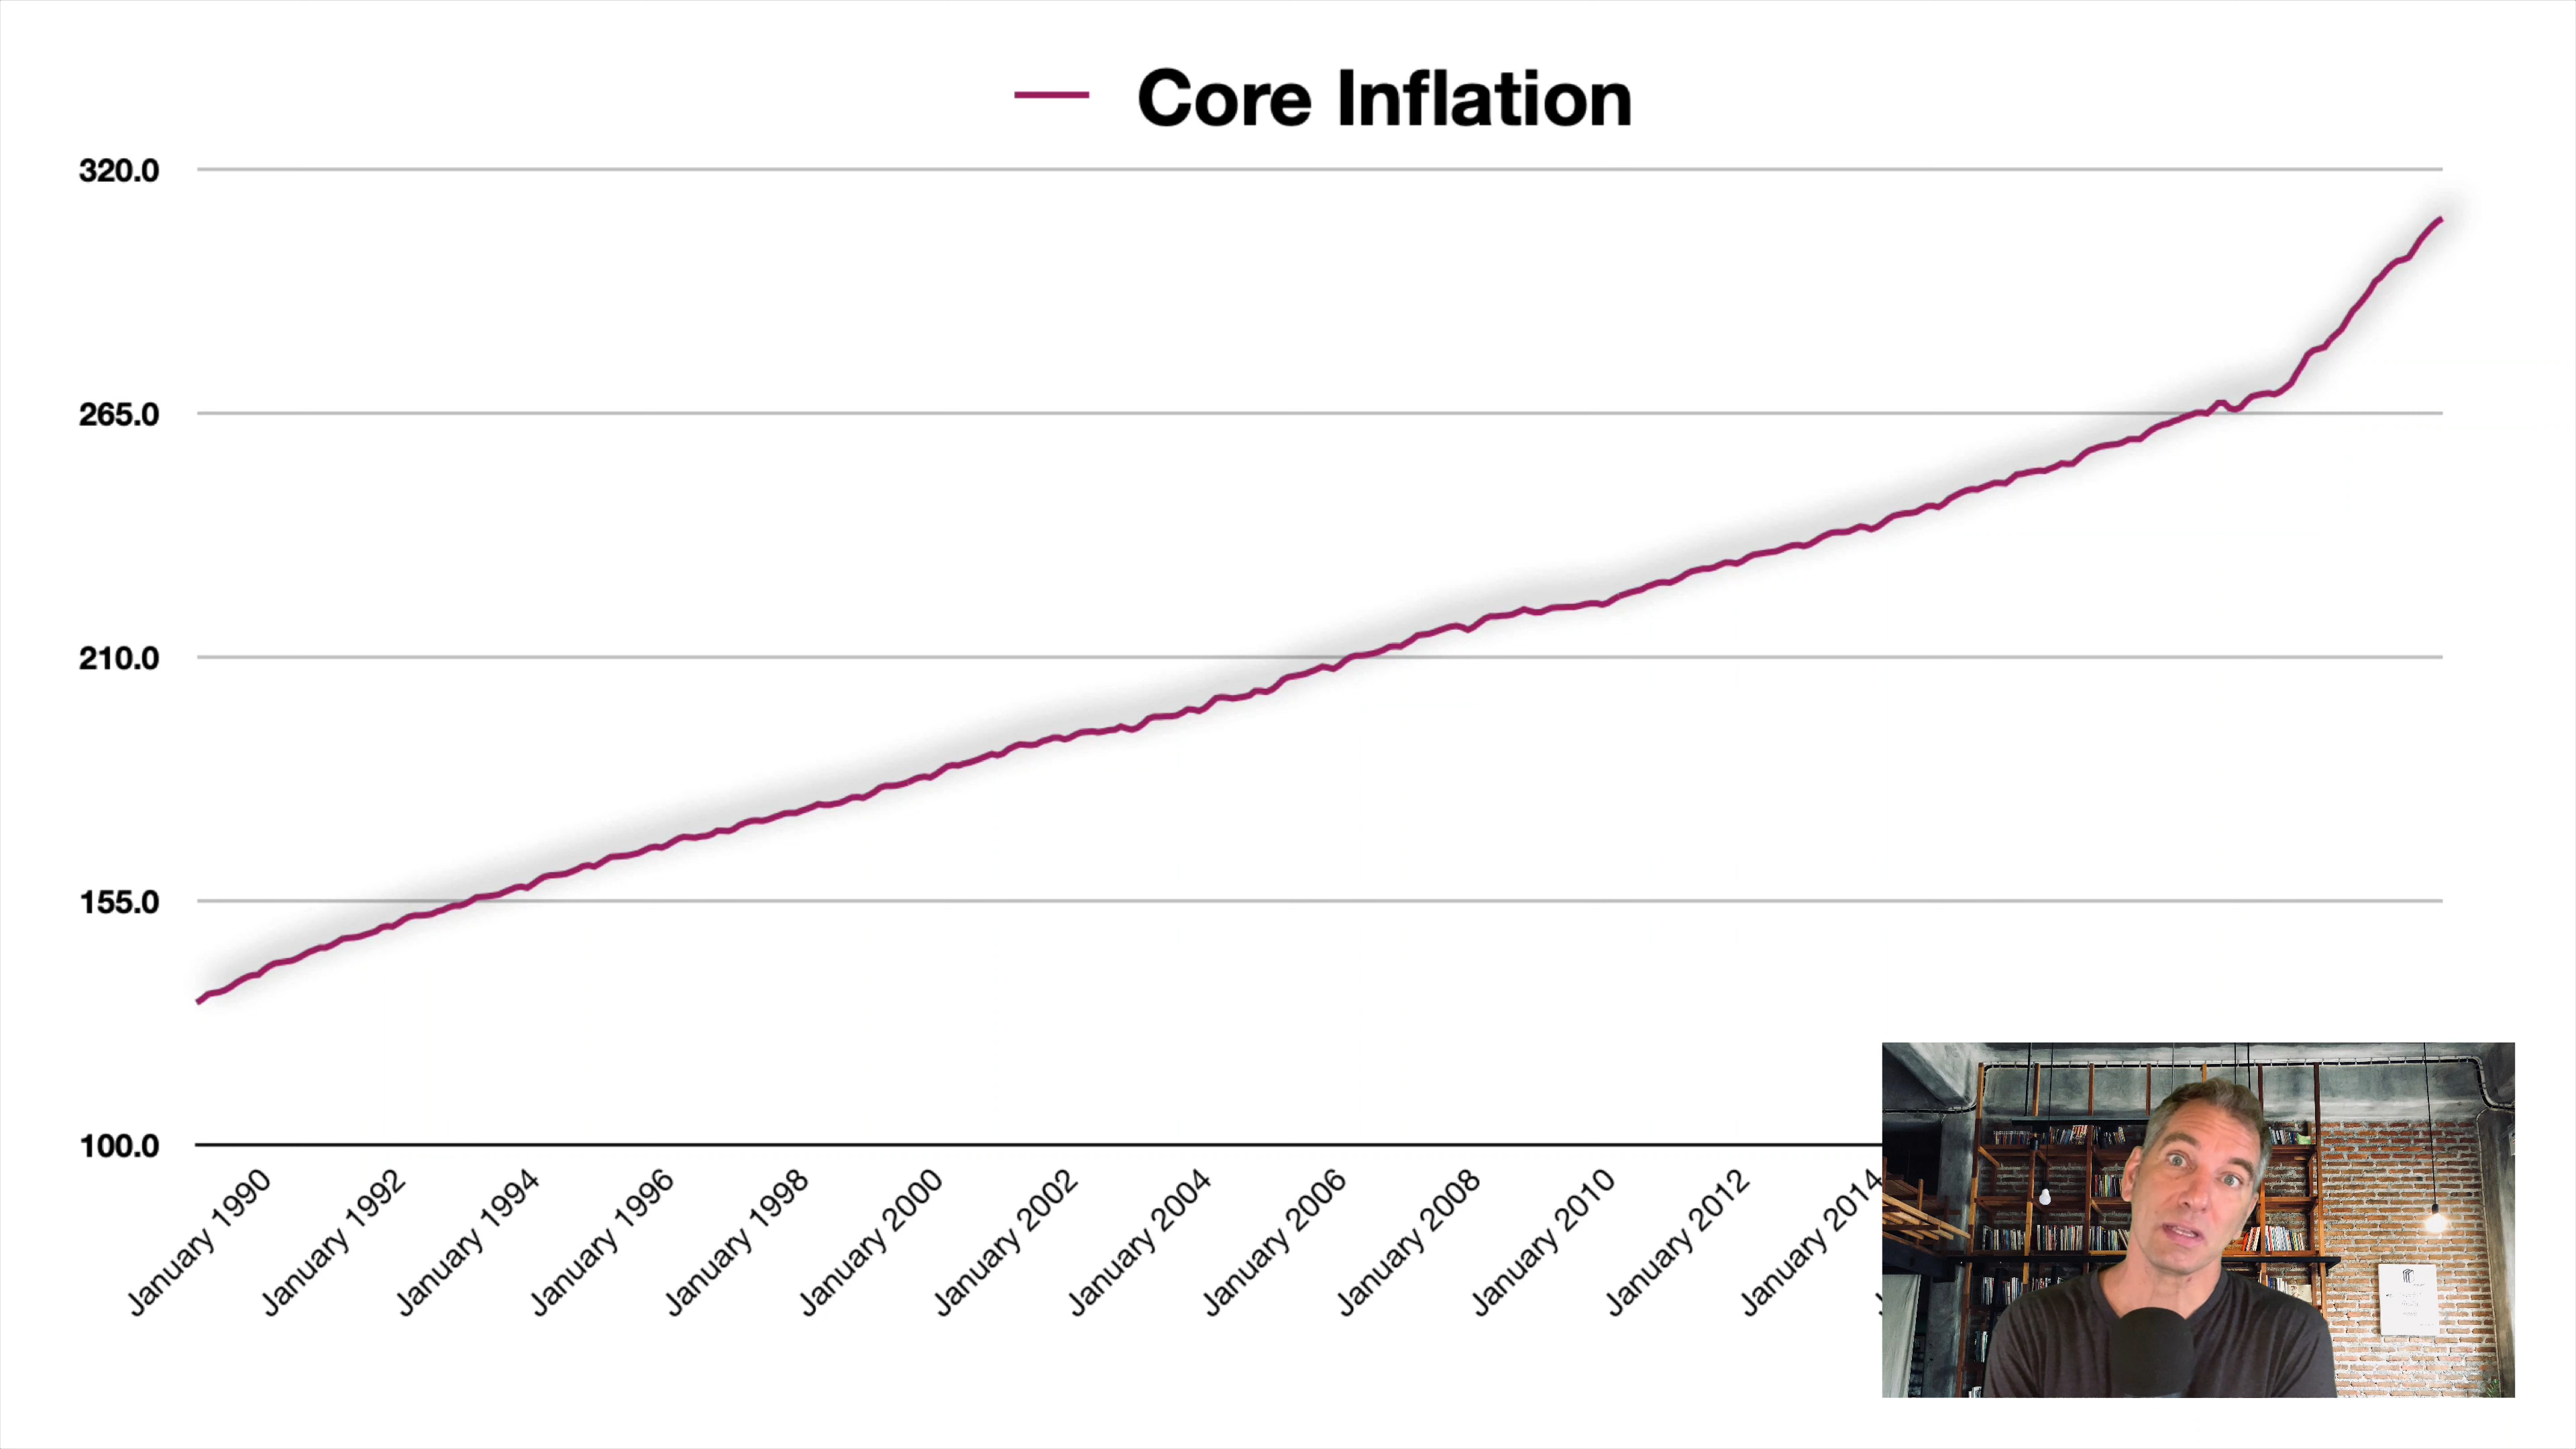 Core Inflation
320.0
265.0
210.0
155.0
100.0
January 1990
January 1992
January 1994
January 1996
January 1998
January 2000
January 2002
January 2004
January 2006
January 2008
January 2010
January 2012
January 2014